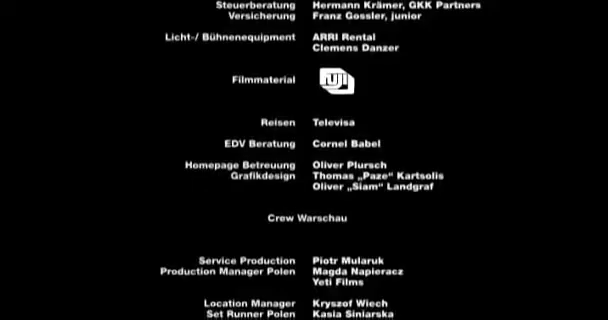 Steuerberatung Hermann Krämer, GKK Partners
Versicherung Franz Gossler, junior
Licht-/ Bühnenequipment ARRI Rental
Clemens Danzer
Filmmaterial FUJI
Reisen Televisa
EDV Beratung Cornel Babel
Homepage Betreuung Oliver Plursch
Grafikdesign Thomas „Paze“ Kartsolis
Oliver „Siam“ Landgraf
Crew Warschau
Service Production Piotr Mularuk
Production Manager Polen Magda Napieracz
Yeti Films
Location Manager Kryszof Wiech
Set Runner Polen Kasia Siniarska